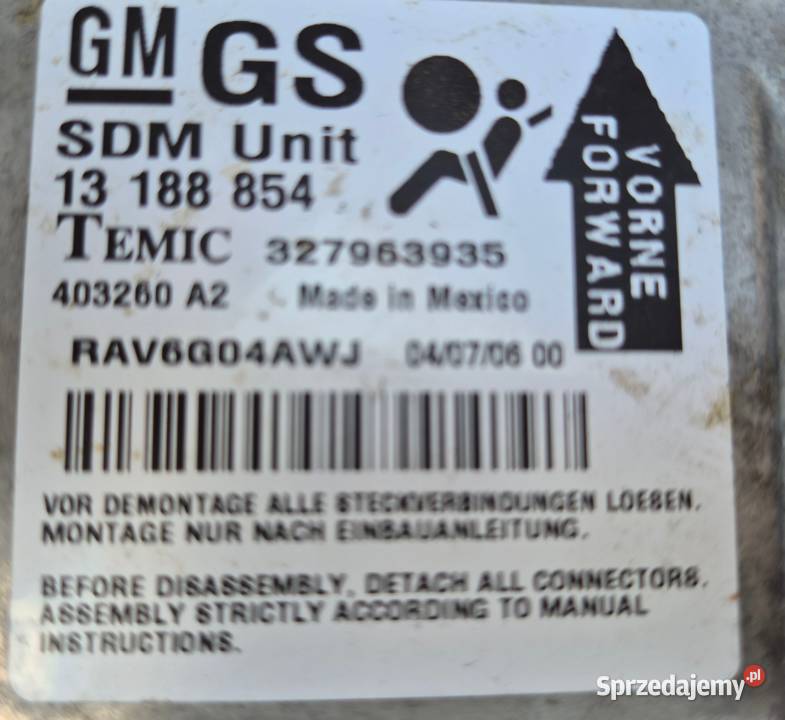 GM GS
SDM Unit
13 188 854
TEMIC 327963935
403260 A2 Made in Mexico
RAV6G04AWJ 04/07/06 00
VORNE
FORWARD
VOR DEMONTAGE ALLE STECKVERBINDUNGEN LOESEN.
MONTAGE NUR NACH EINBAUANLEITUNG.
BEFORE DISASSEMBLY, DETACH ALL CONNECTORS.
ASSEMBLY STRICTLY ACCORDING TO MANUAL
INSTRUCTIONS.
Sprzedajemy.pl